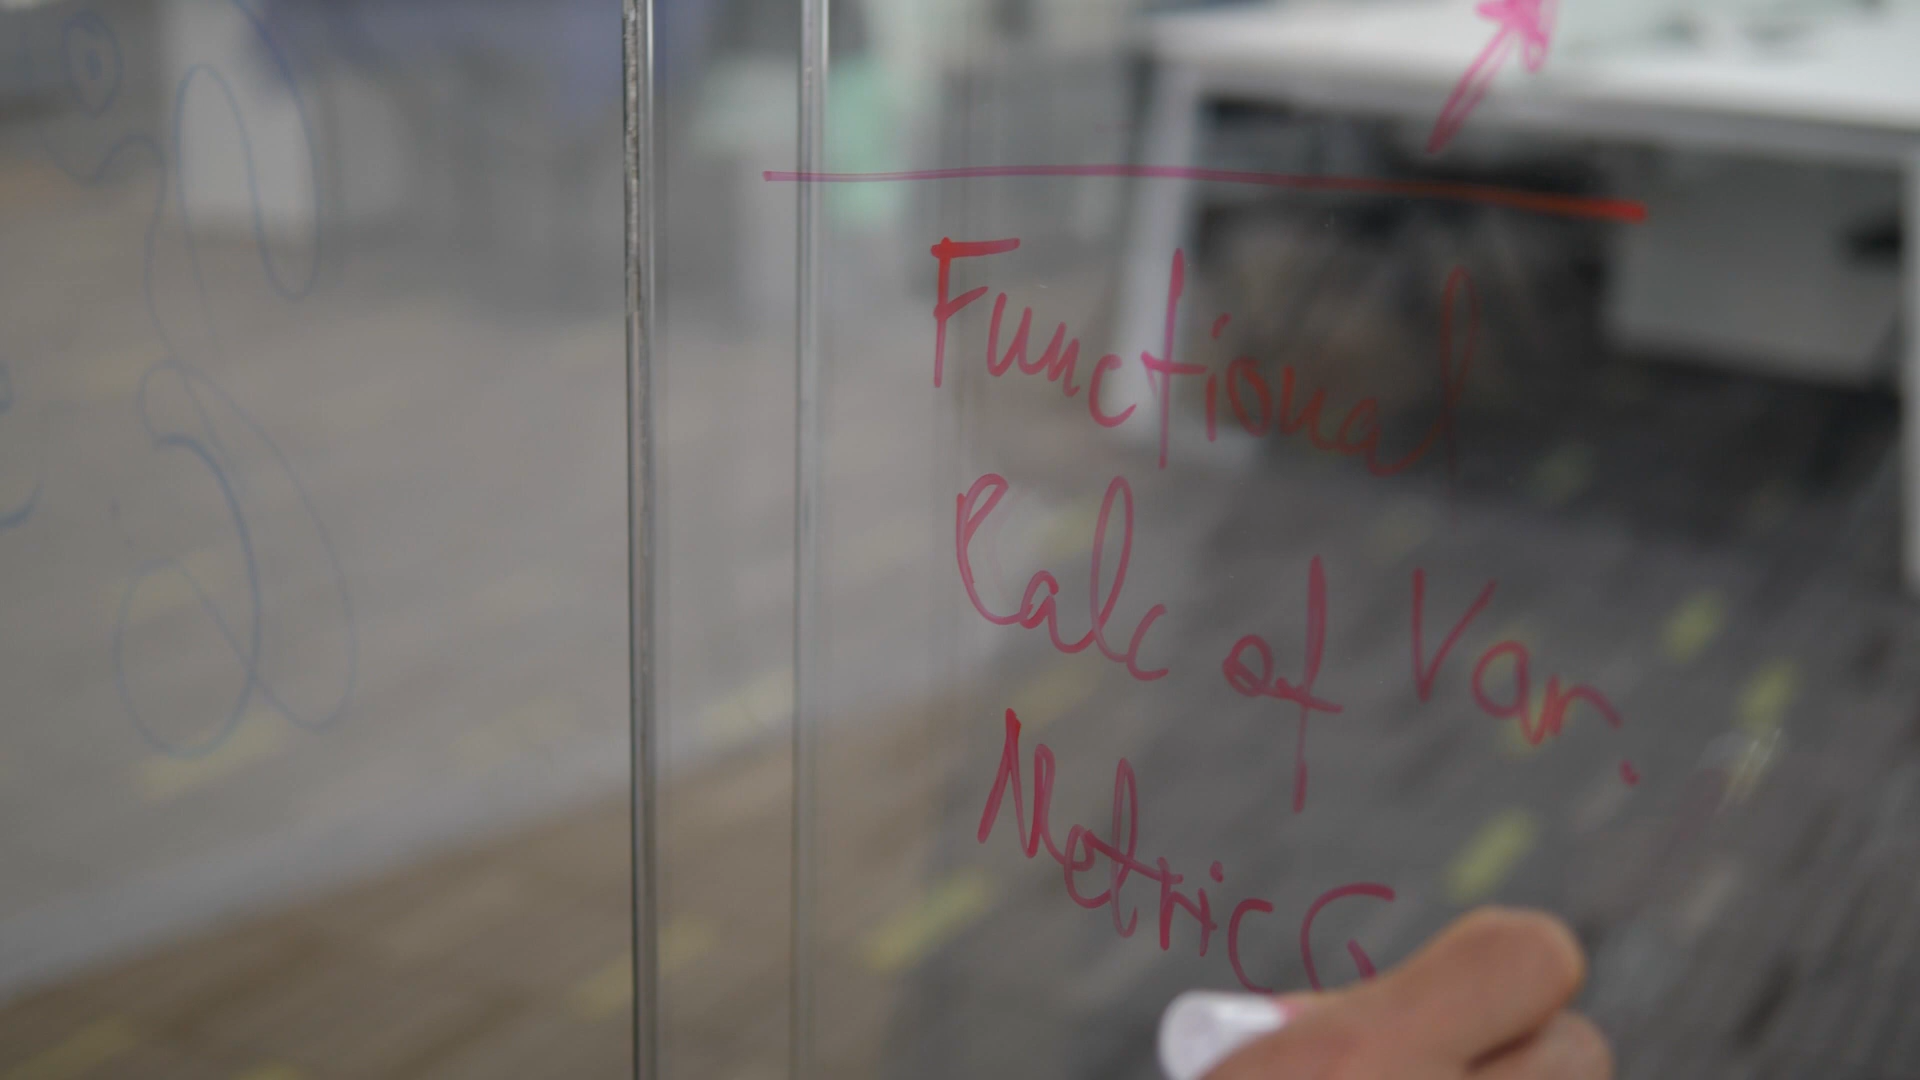 Functional
Calc of Var.
Metric G